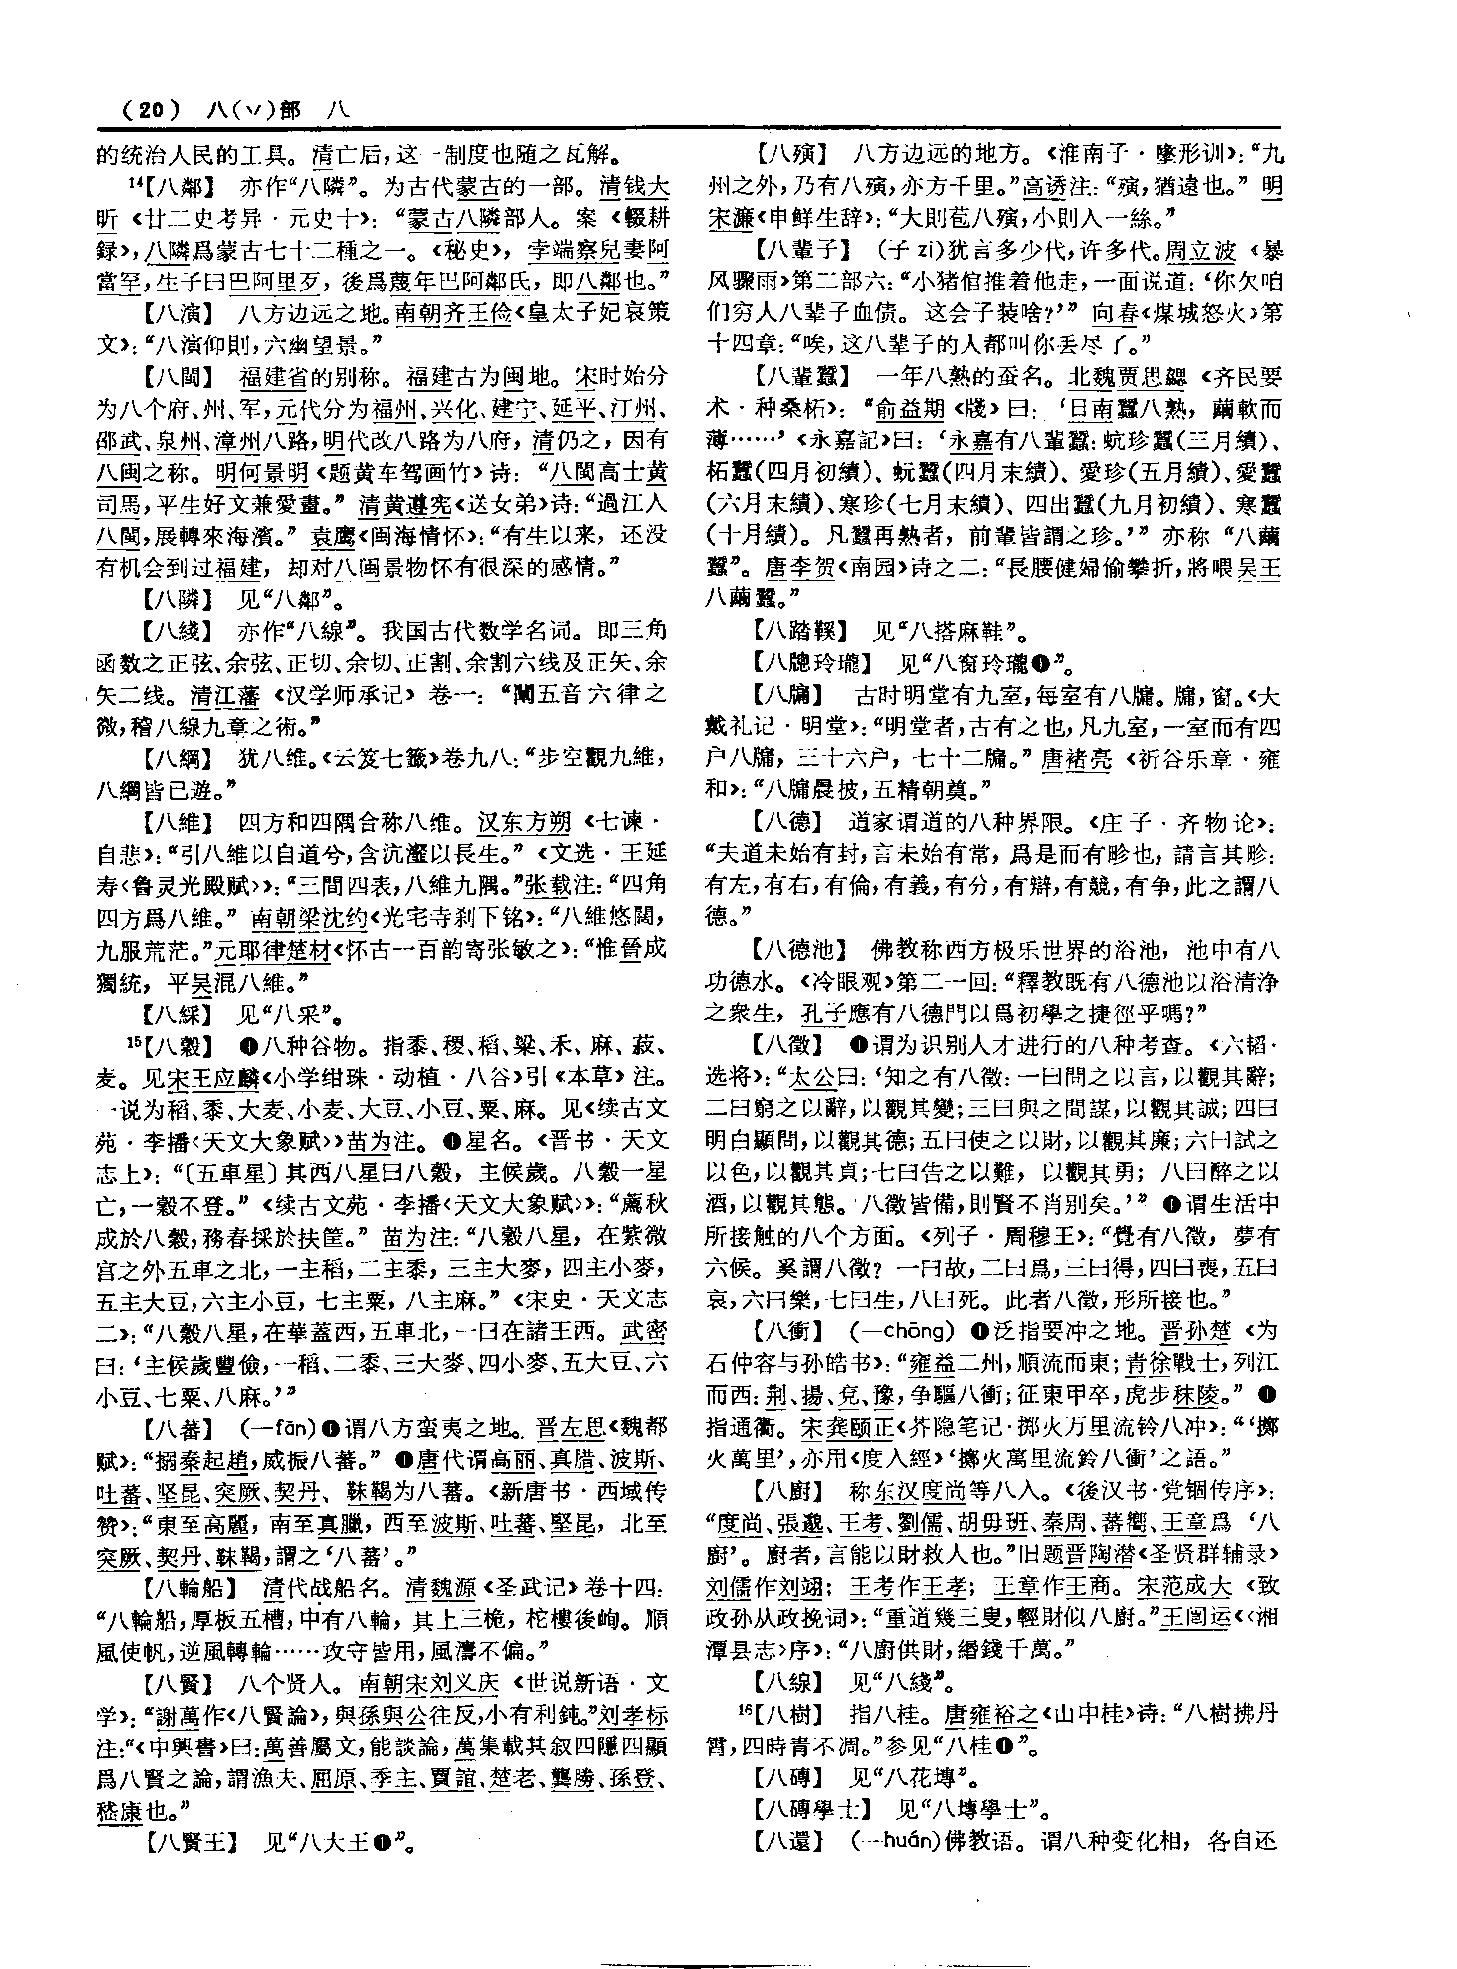 (20) 八(丷)部 八
的统治人民的工具。清亡后,这一制度也随之瓦解。
14【八鄰】 亦作“八隣”。为古代蒙古的一部。清钱大
昕《廿二史考异·元史十》:“蒙古八隣部人。案《輟耕
録》,八隣爲蒙古七十二種之一。《秘史》,孛端察兒妻阿
當罕,生子曰巴阿里歹,後爲蔑年巴阿鄰氏,即八鄰也。”
【八演】 八方边远之地。南朝齐王俭《皇太子妃哀策
文》:“八演仰則,六幽望景。”
【八閩】 福建省的别称。福建古为闽地。宋时始分
为八个府、州、军,元代分为福州、兴化、建宁、延平、汀州、
邵武、泉州、漳州八路,明代改八路为八府,清仍之,因有
八闽之称。明何景明《题黄车驾画竹》诗:“八閩高士黄
司馬,平生好文兼愛畫。”清黄遵宪《送女弟》诗:“過江入
八閩,展轉來海濱。”袁鹰《闽海情怀》:“有生以来,还没
有机会到过福建,却对八闽景物怀有很深的感情。”
【八隣】 见“八鄰”。
【八綫】 亦作“八線”。我国古代数学名词。即三角
函数之正弦、余弦、正切、余切、正割、余割六线及正矢、余
矢二线。清江藩《汉学师承记》卷一:“闡五音六律之
微,稽八線九章之術。”
【八綱】 犹八维。《云笈七籤》卷九八:“步空觀九維,
八綱皆已遊。”
【八維】 四方和四隅合称八维。汉东方朔《七谏·
自悲》:“引八維以自道兮,含沆瀣以長生。”《文选·王延
寿〈鲁灵光殿赋〉》:“三間四表,八維九隅。”张载注:“四角
四方爲八維。”南朝梁沈约《光宅寺刹下铭》:“八維悠闊,
九服荒茫。”元耶律楚材《怀古一百韵寄张敏之》:“惟晉成
獨統,平吴混八維。”
【八綵】 见“八采”。
15【八穀】 ❶八种谷物。指黍、稷、稻、粱、禾、麻、菽、
麦。见宋王应麟《小学绀珠·动植·八谷》引《本草》注。
一说为稻、黍、大麦、小麦、大豆、小豆、粟、麻。见《续古文
苑·李播〈天文大象赋〉》苗为注。❶星名。《晋书·天文
志上》:“〔五車星〕其西八星曰八穀,主候歲。八穀一星
亡,一穀不登。”《续古文苑·李播〈天文大象赋〉》:“薦秋
成於八穀,務春採於扶筐。”苗为注:“八穀八星,在紫微
宫之外五車之北,一主稻,二主黍,三主大麥,四主小麥,
五主大豆,六主小豆,七主粟,八主麻。”《宋史·天文志
二》:“八穀八星,在華蓋西,五車北,一曰在諸王西。武密
曰:‘主候歲豐儉,一稻、二黍、三大麥、四小麥、五大豆、六
小豆、七粟、八麻。’”
【八蕃】 (—fān)❶谓八方蛮夷之地。晋左思《魏都
赋》:“搦秦起趙,威振八蕃。”❶唐代谓高丽、真腊、波斯、
吐蕃、坚昆、突厥、契丹、靺鞨为八蕃。《新唐书·西域传
赞》:“東至高麗,南至真臘,西至波斯、吐蕃、堅昆,北至
突厥、契丹、靺鞨,謂之‘八蕃’。”
【八輪船】 清代战船名。清魏源《圣武记》卷十四:
“八輪船,厚板五槽,中有八輪,其上三桅,柁樓後峋。順
風使帆,逆風轉輪……攻守皆用,風濤不偏。”
【八賢】 八个贤人。南朝宋刘义庆《世说新语·文
学》:“謝萬作《八賢論》,與孫興公往反,小有利鈍。”刘孝标
注:“《中興書》曰:萬善屬文,能談論,萬集載其叙四隱四顯
爲八賢之論,謂漁夫、屈原、季主、賈誼、楚老、龔勝、孫登、
嵇康也。”
【八賢王】 见“八大王❶”。
【八殥】 八方边远的地方。《淮南子·墬形训》:“九
州之外,乃有八殥,亦方千里。”高诱注:“殥,猶遠也。”明
宋濂《申鲜生辞》:“大則苞八殥,小則入一絲。”
【八輩子】 (子 zi)犹言多少代,许多代。周立波《暴
风骤雨》第二部六:“小猪倌推着他走,一面说道:‘你欠咱
们穷人八辈子血债。这会子装啥?’”向春《煤城怒火》第
十四章:“唉,这八辈子的人都叫你丢尽了。”
【八輩蠶】 一年八熟的蚕名。北魏贾思勰《齐民要
术·种桑柘》:“俞益期《牋》曰:‘日南蠶八熟,繭軟而
薄……’《永嘉記》曰:‘永嘉有八輩蠶:蚖珍蠶(三月績)、
柘蠶(四月初績)、蚖蠶(四月末績)、愛珍(五月績)、愛蠶
(六月末績)、寒珍(七月末績)、四出蠶(九月初績)、寒蠶
(十月績)。凡蠶再熟者,前輩皆謂之珍。’”亦称“八繭
蠶”。唐李贺《南园》诗之二:“長腰健婦偷攀折,將喂吴王
八繭蠶。”
【八踏鞵】 见“八搭麻鞋”。
【八牕玲瓏】 见“八窗玲瓏❶”。
【八牖】 古时明堂有九室,每室有八牖。牖,窗。《大
戴礼记·明堂》:“明堂者,古有之也,凡九室,一室而有四
户八牖,三十六户,七十二牖。”唐褚亮《祈谷乐章·雍
和》:“八牖晨披,五精朝奠。”
【八德】 道家谓道的八种界限。《庄子·齐物论》:
“夫道未始有封,言未始有常,爲是而有畛也,請言其畛:
有左,有右,有倫,有義,有分,有辯,有競,有争,此之謂八
德。”
【八德池】 佛教称西方极乐世界的浴池,池中有八
功德水。《冷眼观》第二一回:“釋教既有八德池以浴清浄
之衆生,孔子應有八德門以爲初學之捷徑乎嗎?”
【八徵】 ❶谓为识别人才进行的八种考查。《六韬·
选将》:“太公曰:‘知之有八徵:一曰問之以言,以觀其辭;
二曰窮之以辭,以觀其變;三曰與之間諜,以觀其誠;四曰
明白顯問,以觀其德;五曰使之以財,以觀其廉;六曰試之
以色,以觀其貞;七曰告之以難,以觀其勇;八曰醉之以
酒,以觀其態。八徵皆備,則賢不肖别矣。’”❶谓生活中
所接触的八个方面。《列子·周穆王》:“覺有八徵,夢有
六候。奚謂八徵?一曰故,二曰爲,三曰得,四曰喪,五曰
哀,六曰樂,七曰生,八曰死。此者八徵,形所接也。”
【八衝】 (—chōng) ❶泛指要冲之地。晋孙楚《为
石仲容与孙皓书》:“雍益二州,順流而東;青徐戰士,列江
而西;荆、揚、兗、豫,争驅八衝;征東甲卒,虎步秣陵。”❶
指通衢。宋龚颐正《芥隐笔记·掷火万里流铃八冲》:“‘擲
火萬里’,亦用《度人經》‘擲火萬里流鈴八衝’之語。”
【八廚】 称东汉度尚等八人。《後汉书·党锢传序》:
“度尚、張邈、王考、劉儒、胡毋班、秦周、蕃嚮、王章爲‘八
廚’。廚者,言能以財救人也。”旧题晋陶潜《圣贤群辅录》
刘儒作刘翊;王考作王孝;王章作王商。宋范成大《致
政孙从政挽词》:“重道幾三叟,輕財似八廚。”王闿运《〈湘
潭县志〉序》:“八廚供財,緡錢千萬。”
【八線】 见“八綫”。
16【八樹】 指八桂。唐雍裕之《山中桂》诗:“八樹拂丹
霄,四時青不凋。”参见“八桂❶”。
【八磚】 见“八花塼”。
【八磚學士】 见“八塼學士”。
【八還】 (—huán)佛教语。谓八种变化相,各自还